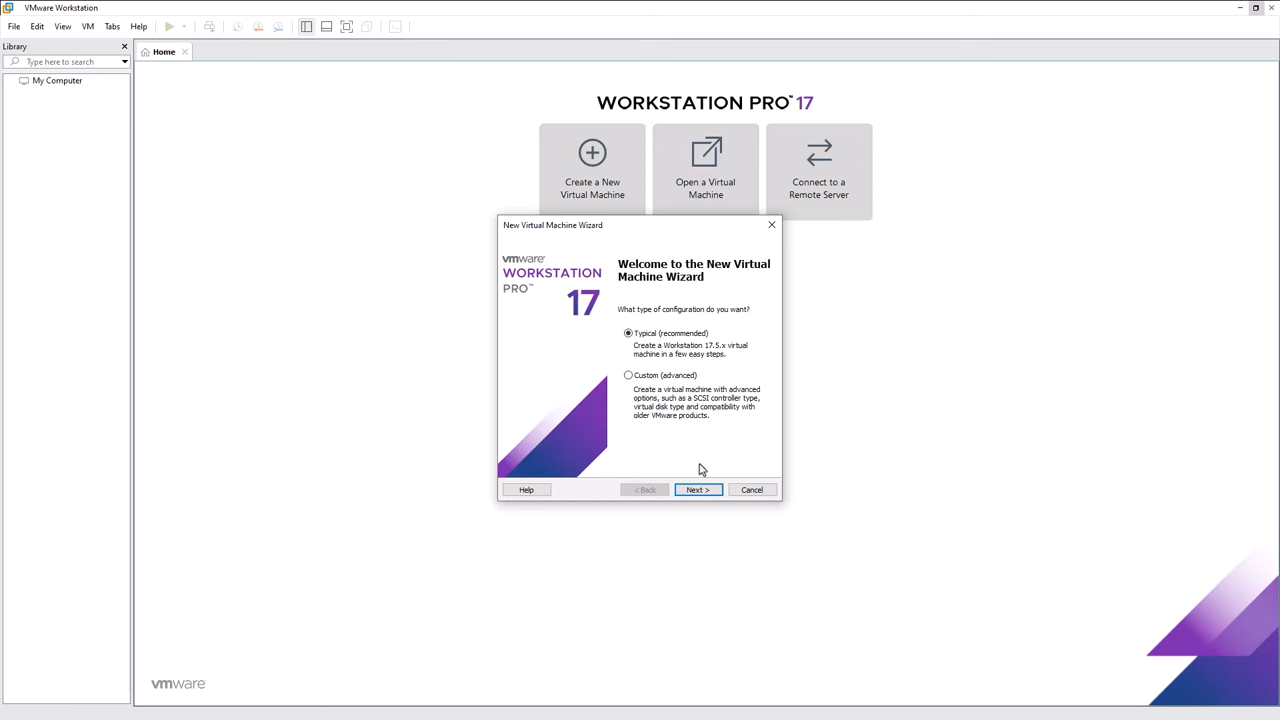 VMware Workstation
File Edit View VM Tabs Help
Library
Type here to search
My Computer
Home
WORKSTATION PRO™ 17
Create a New
Virtual Machine
Open a Virtual
Machine
Connect to a
Remote Server
New Virtual Machine Wizard
vmware®
WORKSTATION
PRO™
17
Welcome to the New Virtual
Machine Wizard
What type of configuration do you want?
Typical (recommended)
Create a Workstation 17.5.x virtual
machine in a few easy steps.
Custom (advanced)
Create a virtual machine with advanced
options, such as a SCSI controller type,
virtual disk type and compatibility with
older VMware products.
Help < Back Next > Cancel
vmware